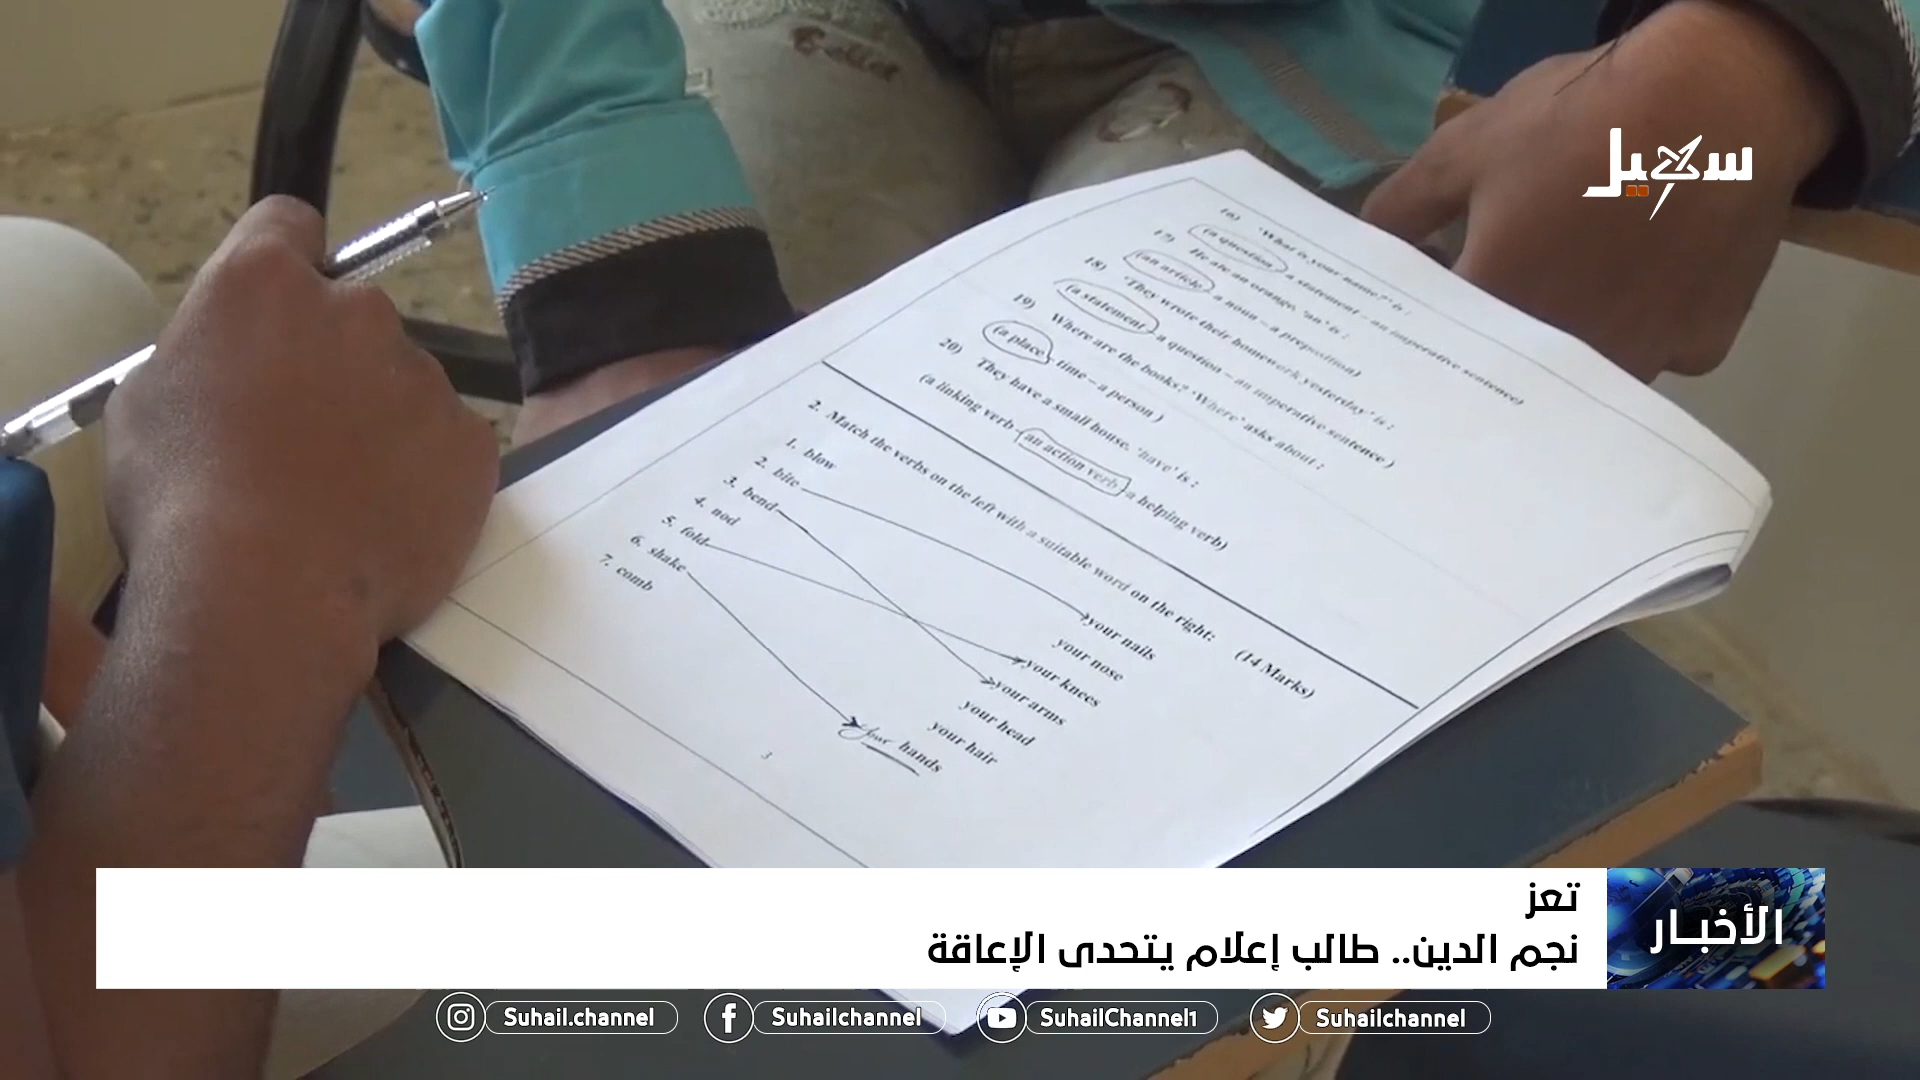 سهيل
16) 'What is your name?' is :
(a question - a statement - an imperative sentence)
17) He ate an orange. 'an' is :
(an article - a noun - a preposition)
18) 'They wrote their homework yesterday' is :
(a statement - a question - an imperative sentence )
19) Where are the books? 'Where' asks about :
(a place - time - a person )
20) They have a small house. 'have' is :
(a linking verb - an action verb - a helping verb)
2. Match the verbs on the left with a suitable word on the right: (14 Marks)
1. blow
2. bite
3. bend
4. nod
5. fold
6. shake
7. comb
your nails
your nose
your knees
your arms
your head
your hair
your hands
3
الأخبار
تعز
نجم الدين.. طالب إعلام يتحدى الإعاقة
Suhail.channel
Suhailchannel
SuhailChannel1
Suhailchannel